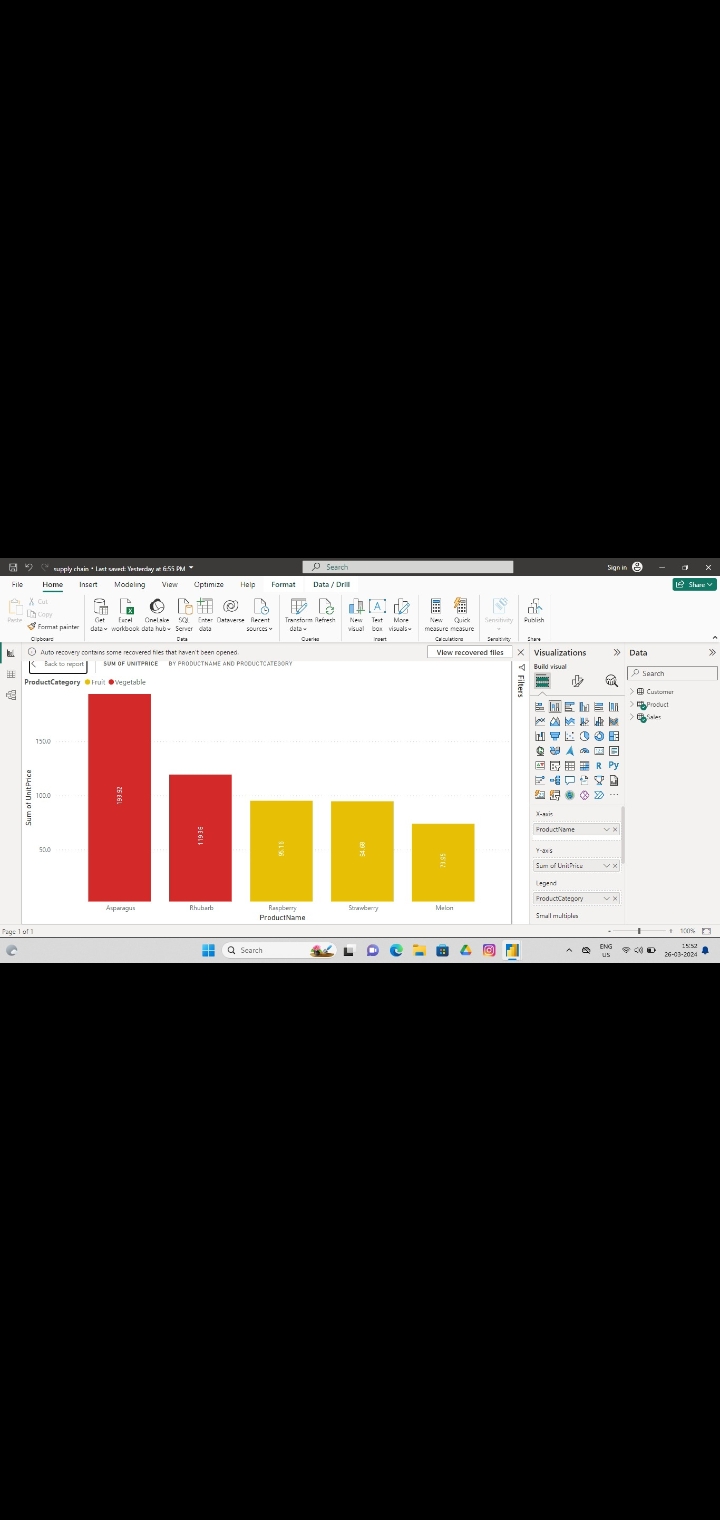 supply chain • Last saved: Yesterday at 6:55 PM
Search
Sign in
File Home Insert Modeling View Optimize Help Format Data / Drill
Share
Paste
Cut
Copy
Format painter
Get data
Excel workbook
OneLake data hub
SQL Server
Enter data
Dataverse
Recent sources
Transform data
Refresh
New visual
Text box
More visuals
New measure
Quick measure
Sensitivity
Publish
Clipboard Data Queries Insert Calculations Sensitivity Share
Auto recovery contains some recovered files that haven't been opened.
View recovered files
Back to report
SUM OF UNITPRICE BY PRODUCTNAME AND PRODUCTCATEGORY
ProductCategory Fruit Vegetable
Sum of UnitPrice
150.0
100.0
50.0
193.92
119.36
Asparagus Rhubarb Raspberry Strawberry Melon
ProductName
Filters
Visualizations
Build visual
R Py
X-axis
ProductName
Y-axis
Sum of UnitPrice
Legend
ProductCategory
Small multiples
Data
Search
Customer
Product
Sales
Page 1 of 1
- + 100%
Search
ENG
US
15:52
26-03-2024